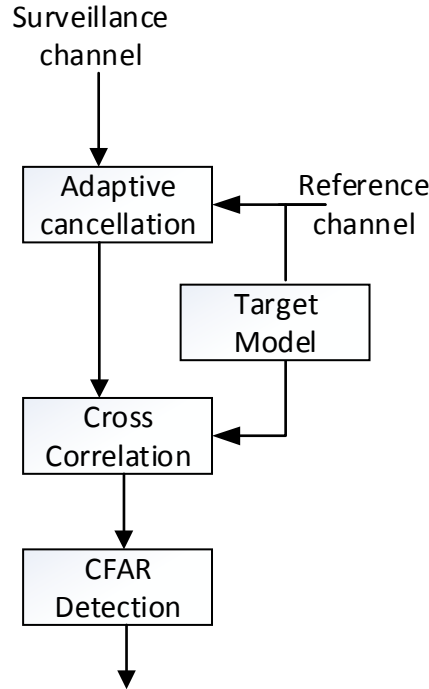 Surveillance
channel
Adaptive
cancellation
Reference
channel
Target
Model
Cross
Correlation
CFAR
Detection